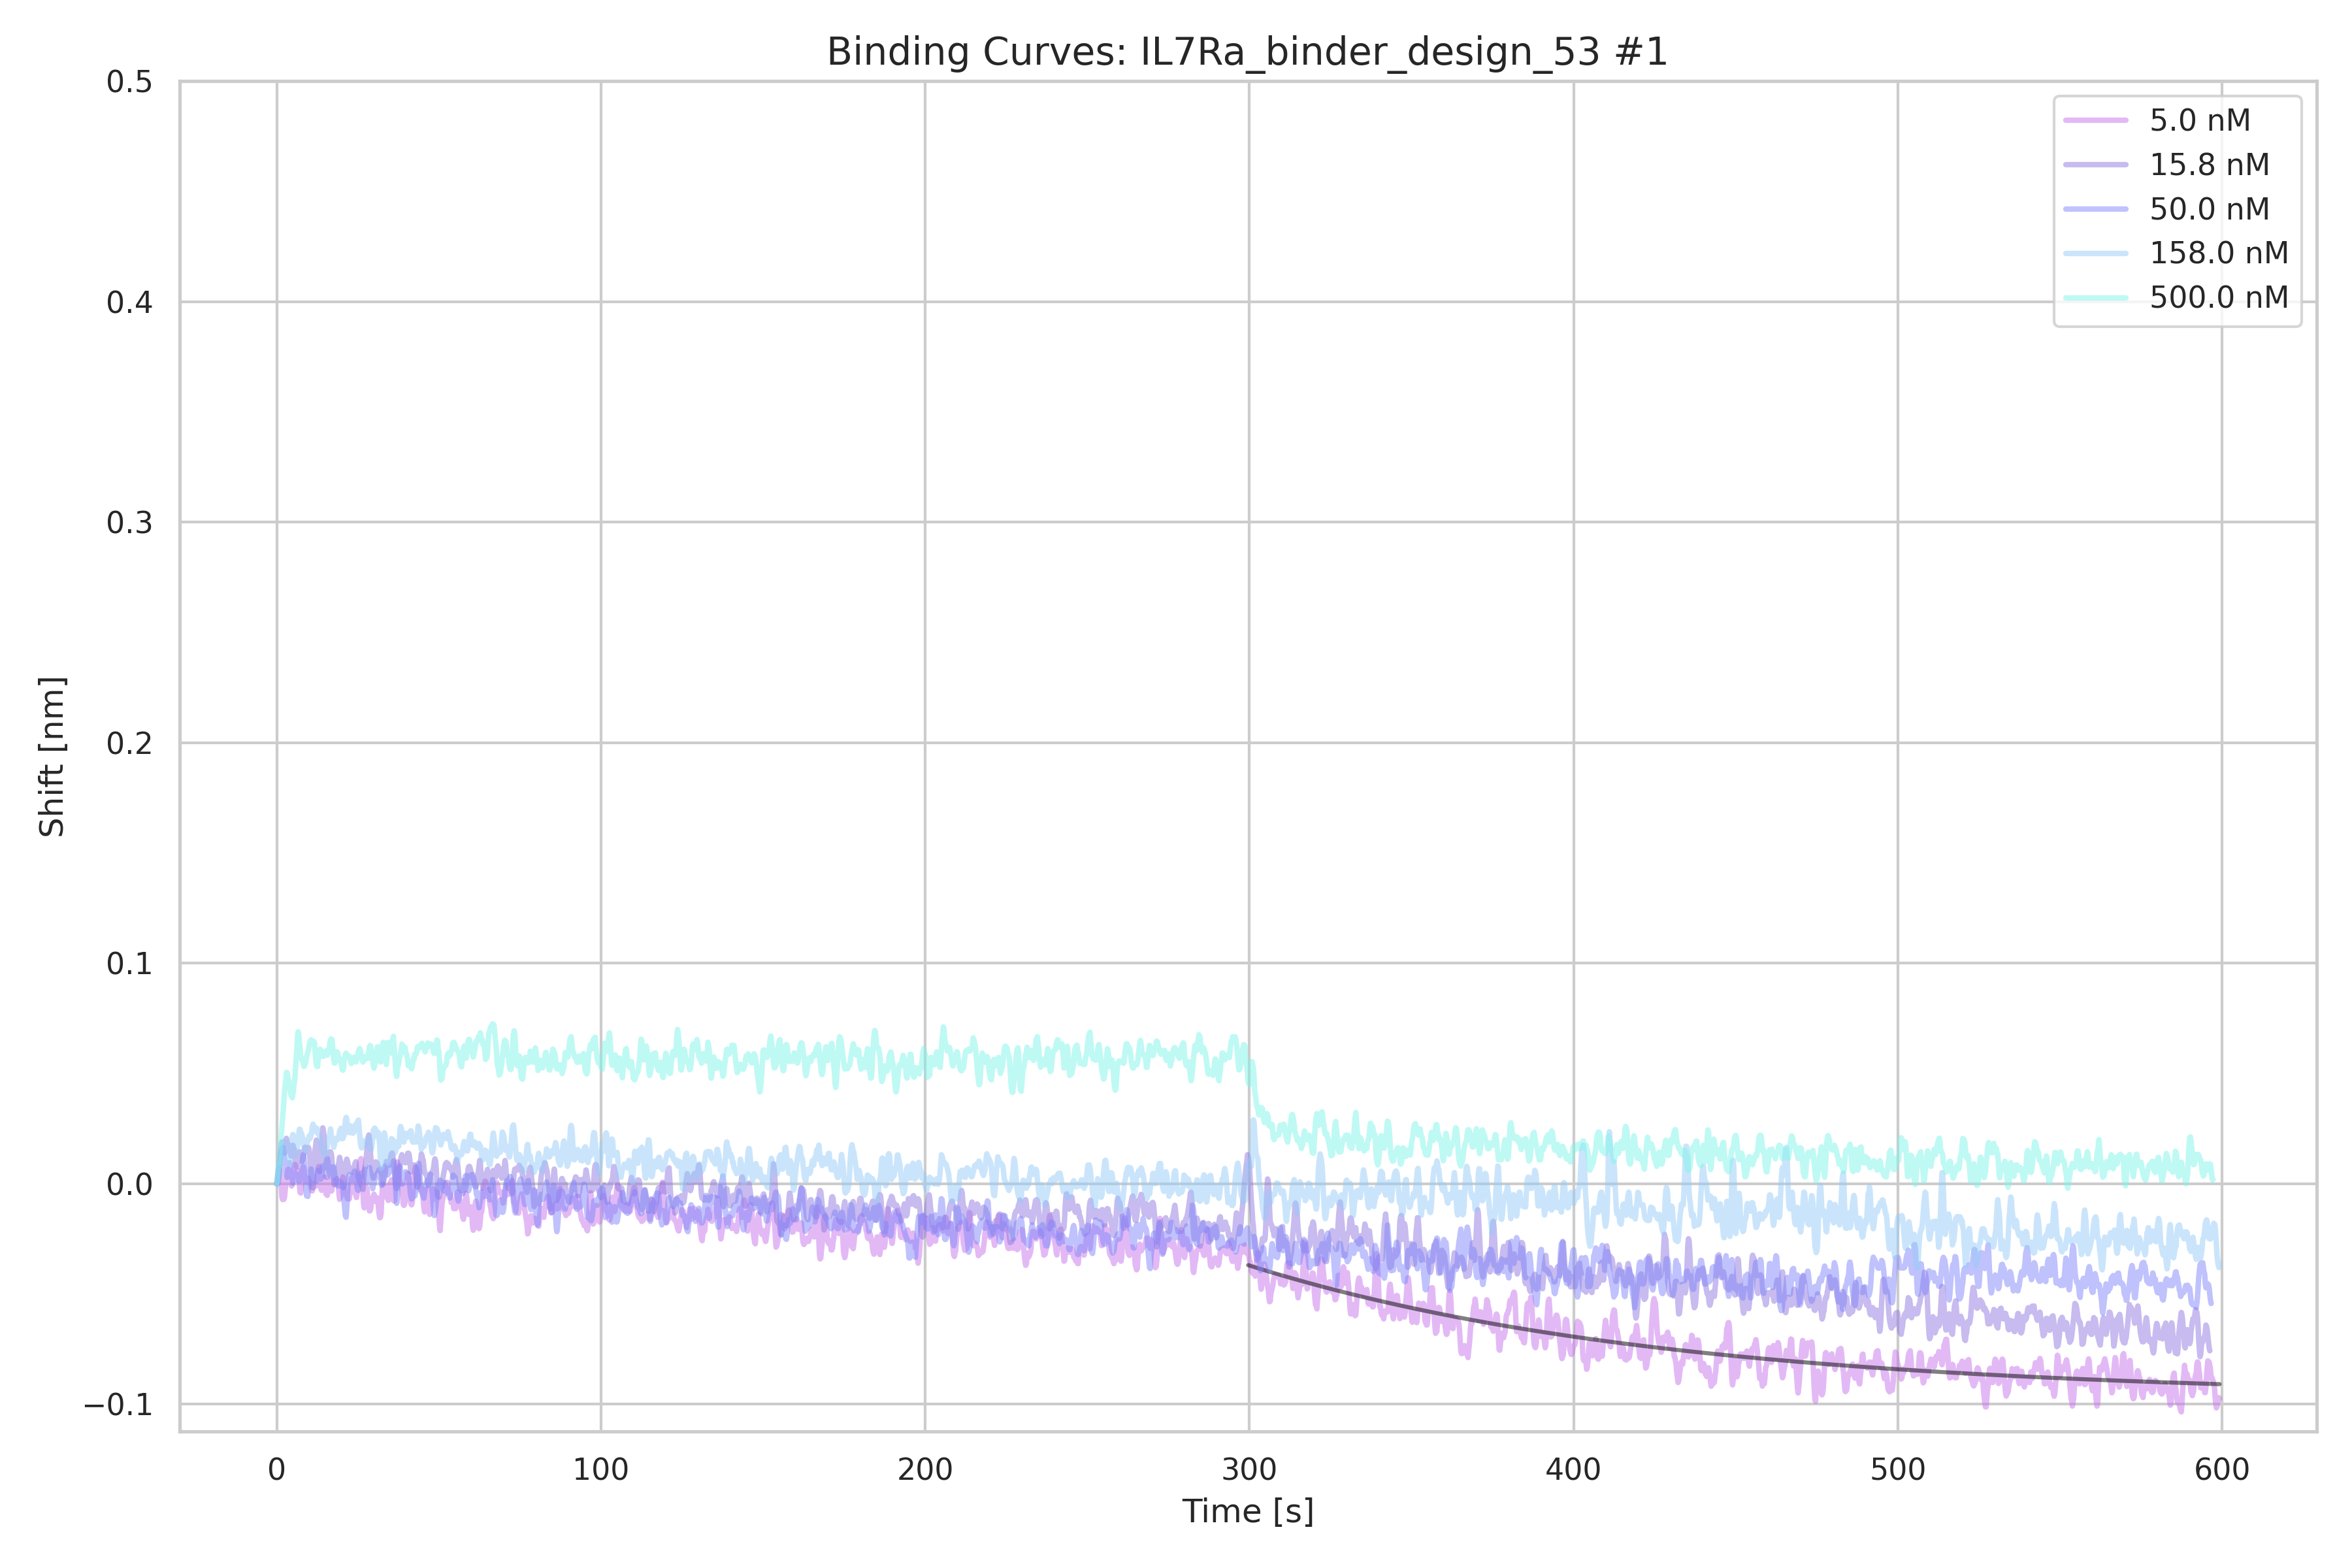 Binding Curves: IL7Ra_binder_design_53 #1
0.5
0.4
0.3
0.2
0.1
0.0
−0.1
Shift [nm]
5.0 nM
15.8 nM
50.0 nM
158.0 nM
500.0 nM
0 100 200 300 400 500 600
Time [s]